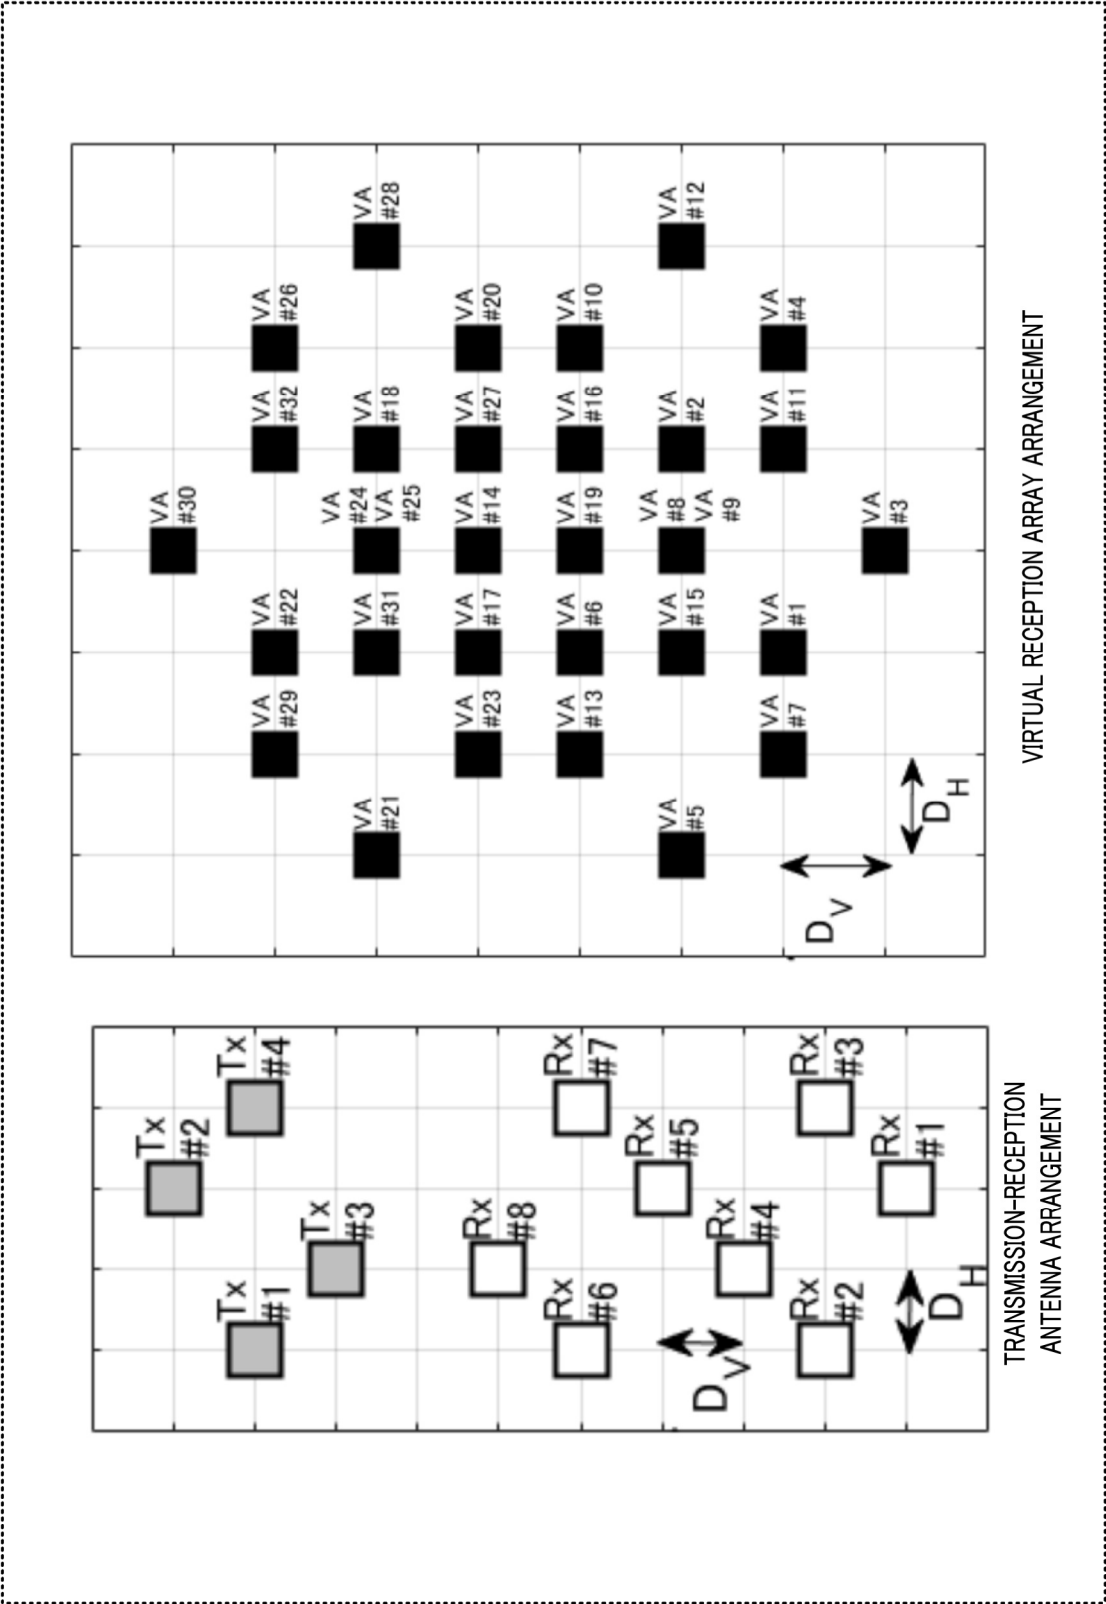 Tx
#2
Tx
#1
Tx
#4
Tx
#3
Rx
#8
Rx
#6
Rx
#7
Rx
#5
DV
Rx
#4
Rx
#2
Rx
#3
Rx
#1
DH
TRANSMISSION-RECEPTION
ANTENNA ARRANGEMENT
VA
#30
VA
#29
VA
#22
VA
#32
VA
#26
VA
#21
VA
#31
VA
#24
VA
#25
VA
#18
VA
#28
VA
#23
VA
#17
VA
#14
VA
#27
VA
#20
VA
#13
VA
#6
VA
#19
VA
#16
VA
#10
VA
#5
VA
#15
VA
#8
VA
#9
VA
#2
VA
#12
VA
#7
VA
#1
VA
#11
VA
#4
DV
VA
#3
DH
VIRTUAL RECEPTION ARRAY ARRANGEMENT